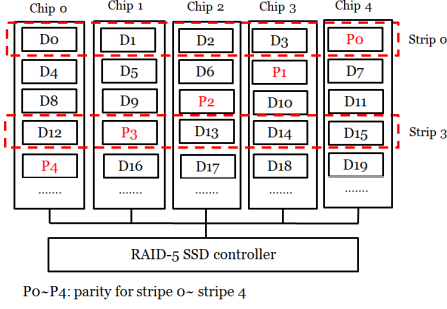 Chip 0 Chip 1 Chip 2 Chip 3 Chip 4
D0 D1 D2 D3 P0 Strip 0
D4 D5 D6 P1 D7
D8 D9 P2 D10 D11
D12 P3 D13 D14 D15 Strip 3
P4 D16 D17 D18 D19
....... ....... ....... ....... .......
RAID-5 SSD controller
P0~P4: parity for stripe 0~ stripe 4